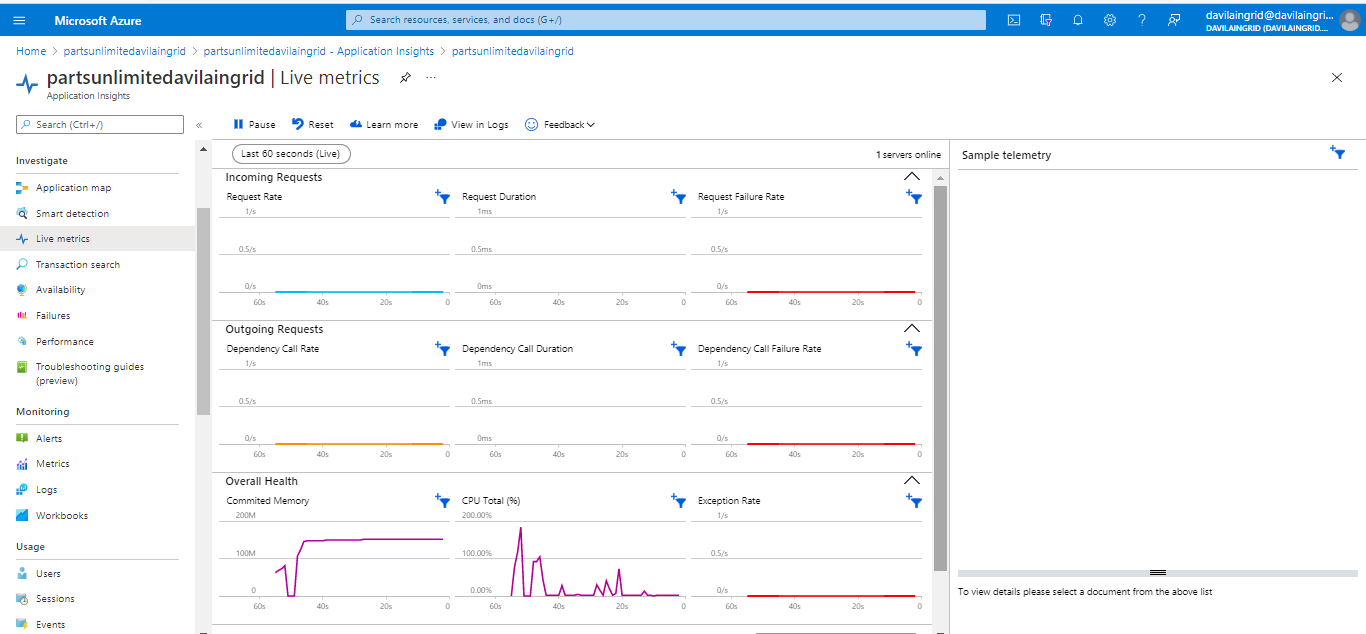 Microsoft Azure
Search resources, services, and docs (G+/)
davilaingrid@davilaingri...
DAVILAINGRID (DAVILAINGRID....
Home > partsunlimitedavilaingrid > partsunlimitedavilaingrid - Application Insights > partsunlimitedavilaingrid
partsunlimitedavilaingrid | Live metrics
Application Insights
Search (Ctrl+/)
Investigate
Application map
Smart detection
Live metrics
Transaction search
Availability
Failures
Performance
Troubleshooting guides
(preview)
Monitoring
Alerts
Metrics
Logs
Workbooks
Usage
Users
Sessions
Events
Pause Reset Learn more View in Logs Feedback
Last 60 seconds (Live)
1 servers online
Incoming Requests
Request Rate
1/s
0.5/s
0/s
60s 40s 20s 0
Request Duration
1ms
0.5ms
0ms
60s 40s 20s 0
Request Failure Rate
1/s
0.5/s
0/s
60s 40s 20s 0
Outgoing Requests
Dependency Call Rate
1/s
0.5/s
0/s
60s 40s 20s 0
Dependency Call Duration
1ms
0.5ms
0ms
60s 40s 20s 0
Dependency Call Failure Rate
1/s
0.5/s
0/s
60s 40s 20s 0
Overall Health
Commited Memory
200M
100M
0
60s 40s 20s 0
CPU Total (%)
200.00%
100.00%
0.00%
60s 40s 20s 0
Exception Rate
1/s
0.5/s
0/s
60s 40s 20s 0
Sample telemetry
To view details please select a document from the above list